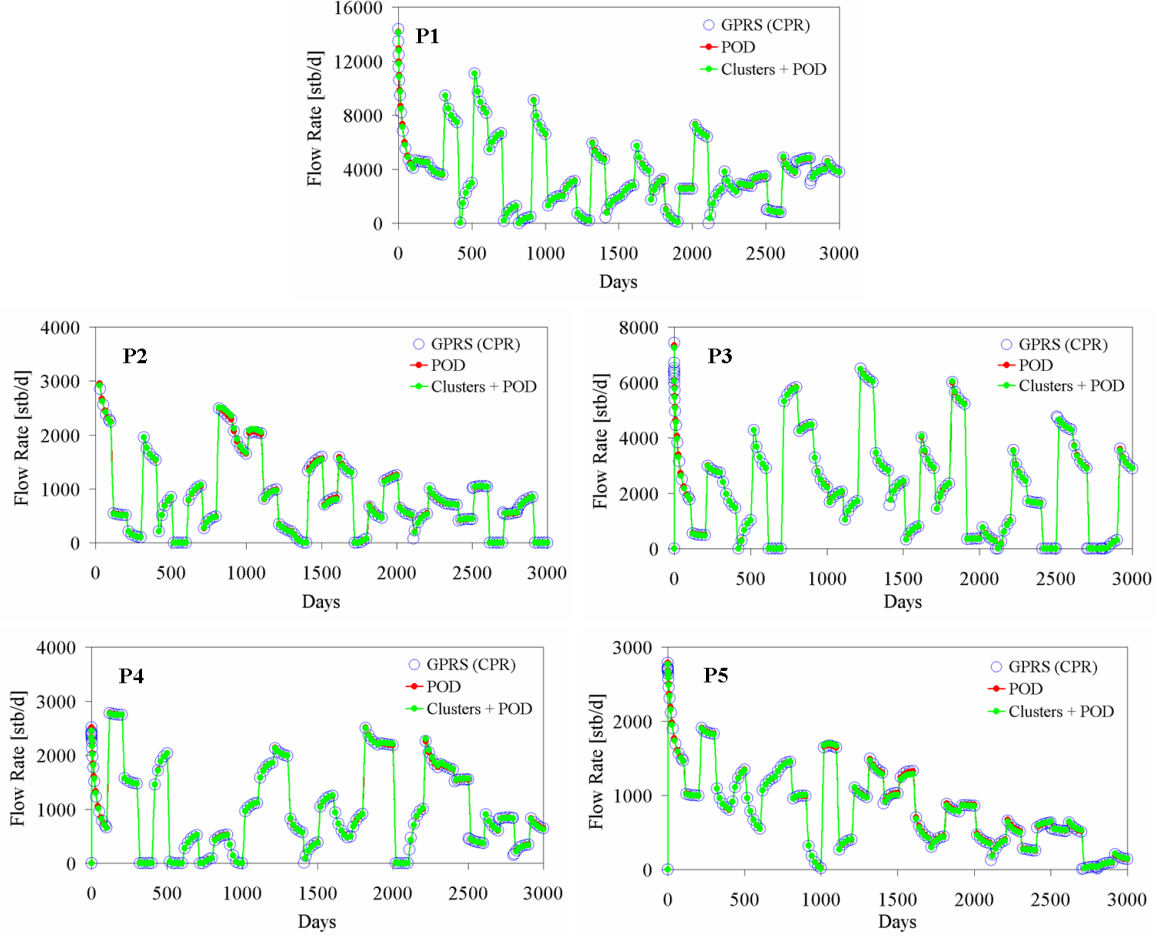 P1
GPRS (CPR)
POD
Clusters + POD
Flow Rate [stb/d]
16000
12000
8000
4000
0
0 500 1000 1500 2000 2500 3000
Days
P2
GPRS (CPR)
POD
Clusters + POD
Flow Rate [stb/d]
4000
3000
2000
1000
0
0 500 1000 1500 2000 2500 3000
Days
P3
GPRS (CPR)
POD
Clusters + POD
Flow Rate [stb/d]
8000
6000
4000
2000
0
0 500 1000 1500 2000 2500 3000
Days
P4
GPRS (CPR)
POD
Clusters + POD
Flow Rate [stb/d]
4000
3000
2000
1000
0
0 500 1000 1500 2000 2500 3000
Days
P5
GPRS (CPR)
POD
Clusters + POD
Flow Rate [stb/d]
3000
2000
1000
0
0 500 1000 1500 2000 2500 3000
Days